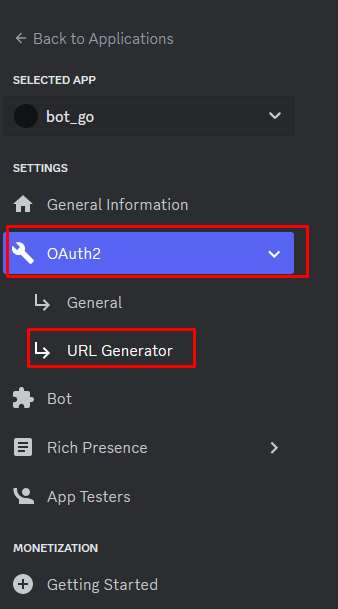 Back to Applications
SELECTED APP
bot_go
SETTINGS
General Information
OAuth2
General
URL Generator
Bot
Rich Presence
App Testers
MONETIZATION
Getting Started